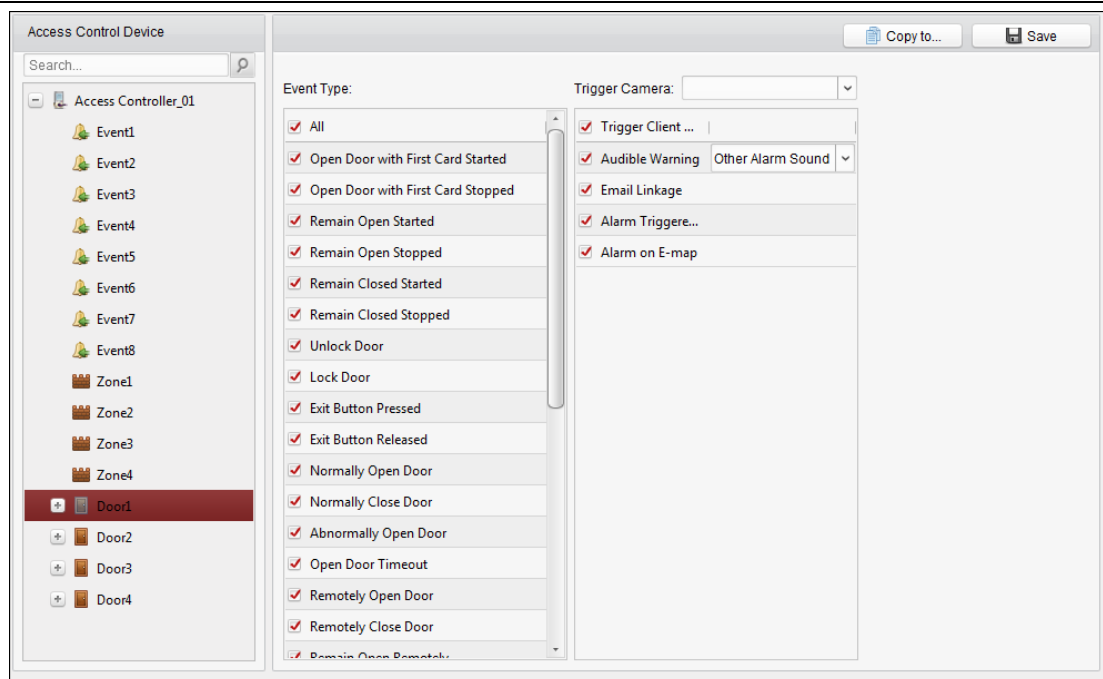 Access Control Device
Copy to...
Save
Search...
Access Controller_01
Event1
Event2
Event3
Event4
Event5
Event6
Event7
Event8
Zone1
Zone2
Zone3
Zone4
Door1
Door2
Door3
Door4
Event Type:
All
Open Door with First Card Started
Open Door with First Card Stopped
Remain Open Started
Remain Open Stopped
Remain Closed Started
Remain Closed Stopped
Unlock Door
Lock Door
Exit Button Pressed
Exit Button Released
Normally Open Door
Normally Close Door
Abnormally Open Door
Open Door Timeout
Remotely Open Door
Remotely Close Door
Remain Open Remotely
Trigger Camera:
Trigger Client ...
Audible Warning Other Alarm Sound
Email Linkage
Alarm Triggere...
Alarm on E-map